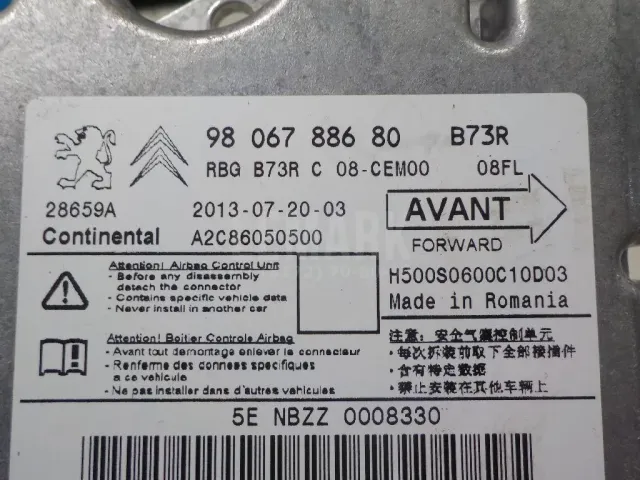 98 067 886 80 B73R
RBG B73R C 08-CEM00 08FL
28659A 2013-07-20-03 AVANT
Continental A2C86050500 FORWARD
Attention! Airbag Control Unit
- Before any disassembly
detach the connector
- Contains specific vehicle data
- Never install in another car
H500S0600C10D03
Made in Romania
Attention! Boitier Controle Airbag
- Avant tout demontage enlever le connecteur
- Renferme des donnees specifiques
a ce vehicule
- Ne pas installer dans d'autres vehicules
注意: 安全气囊控制单元
- 每次拆装前取下全部接插件
- 含有特定数据
- 禁止安装在其他车辆上
5E NBZZ 0008330